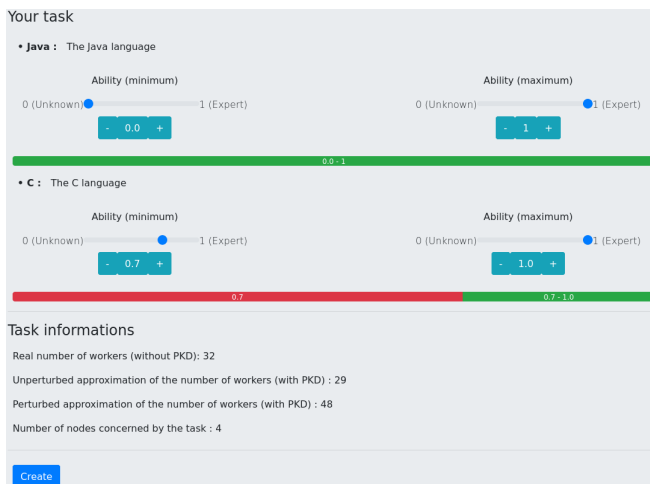 Your task
• Java : The Java language
Ability (minimum) Ability (maximum)
0 (Unknown) 1 (Expert) 0 (Unknown) 1 (Expert)
- 0.0 + - 1 +
0.0 - 1
• C : The C language
Ability (minimum) Ability (maximum)
0 (Unknown) 1 (Expert) 0 (Unknown) 1 (Expert)
- 0.7 + - 1.0 +
0.7 0.7 - 1.0
Task informations
Real number of workers (without PKD): 32
Unperturbed approximation of the number of workers (with PKD) : 29
Perturbed approximation of the number of workers (with PKD) : 48
Number of nodes concerned by the task : 4
Create